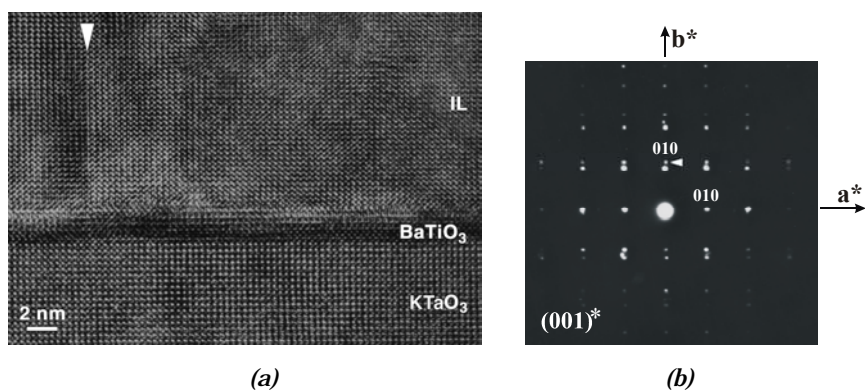 IL
BaTiO₃
KTaO₃
2 nm
(a)
b*
010
010
a*
(001)*
(b)